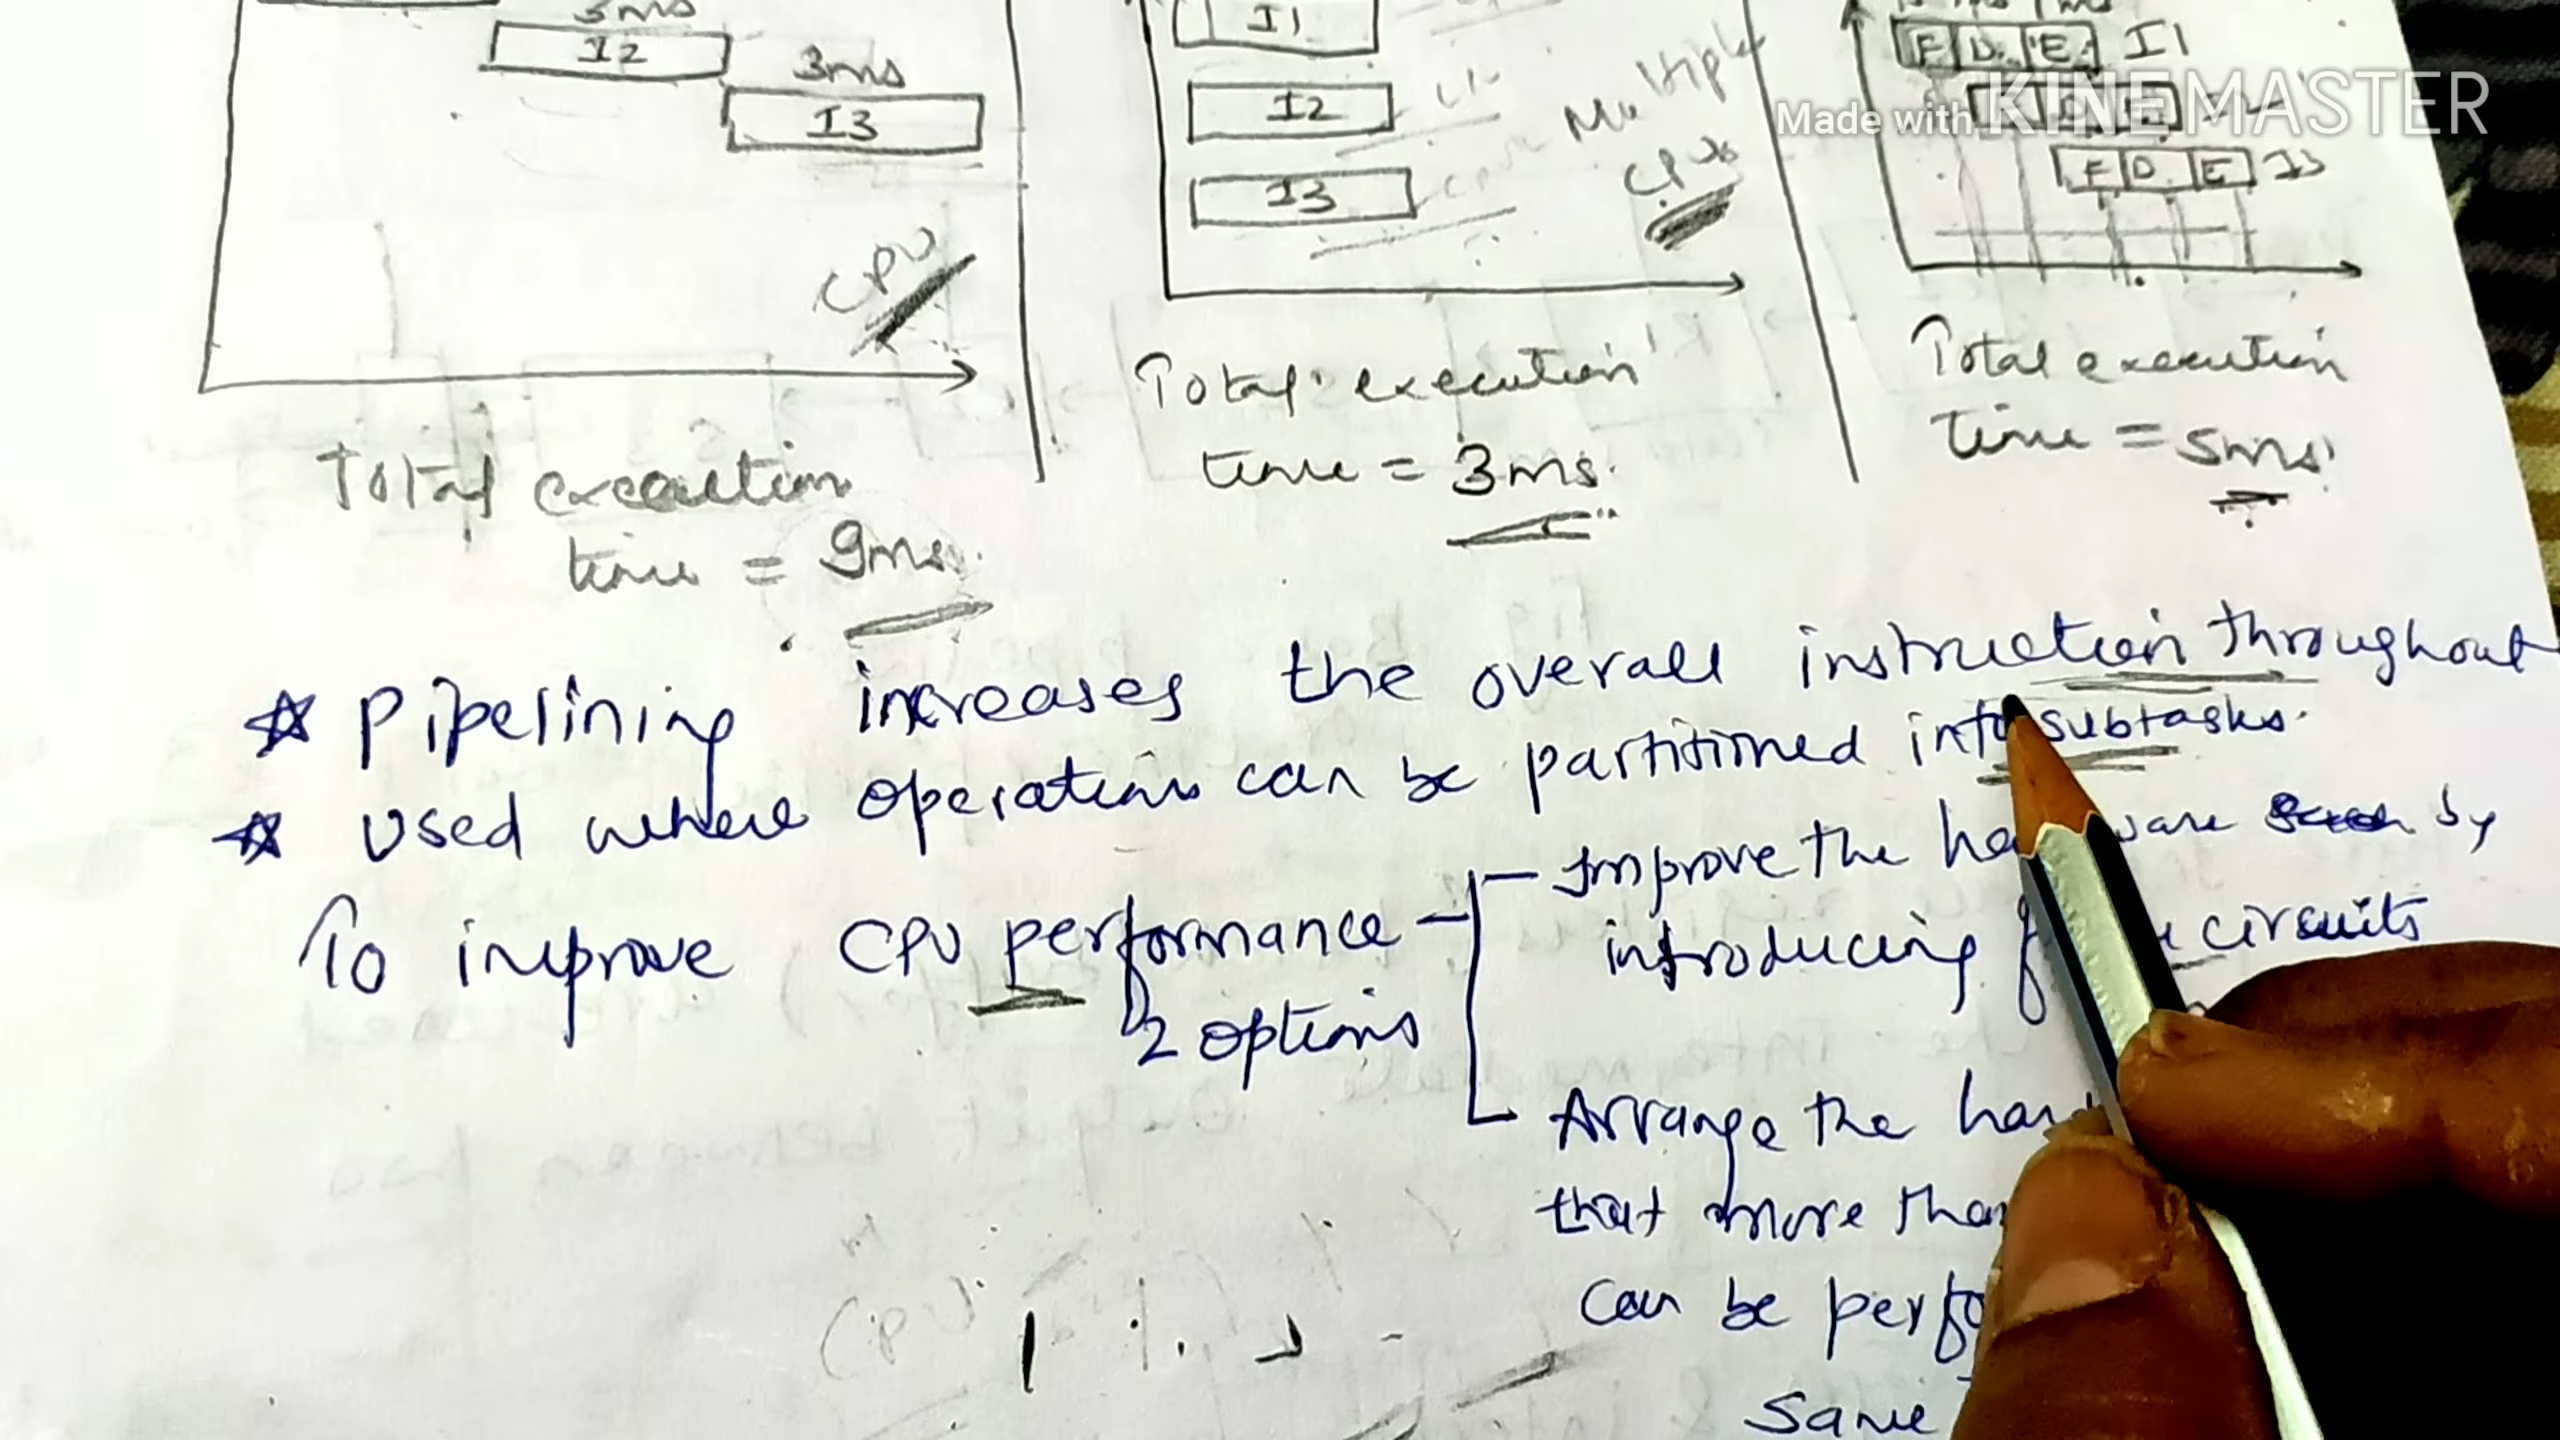 3ms
I2
3ms
I3
CPU
Total execution
time = 9ms.
I1
I2
I3
Multiple
CPUs
Total execution
time = 3ms.
F D E I1
F D E I3
Total execution
time = 5ms
Made with KINEMASTER
☆ Pipelining increases the overall instruction throughout
☆ Used where operations can be partitioned into subtasks.
To improve CPU performance
2 options
Improve the by
introducing circuits
Arrange the
that more
can be
Same